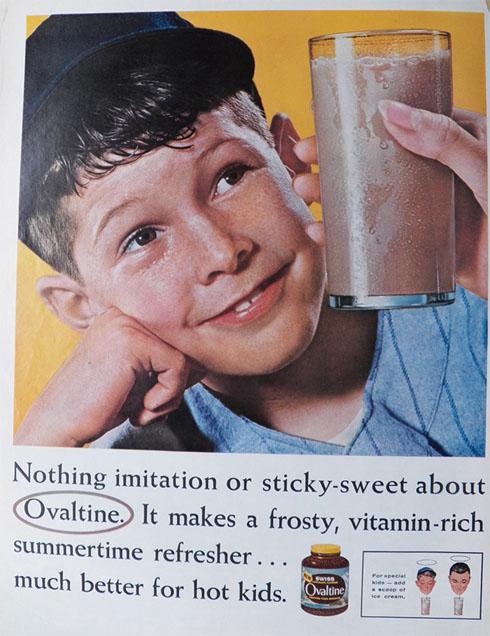 Nothing imitation or sticky-sweet about
Ovaltine. It makes a frosty, vitamin-rich
summertime refresher...
much better for hot kids.
SWISS
Ovaltine
For special
kids — add
a scoop of
ice cream.